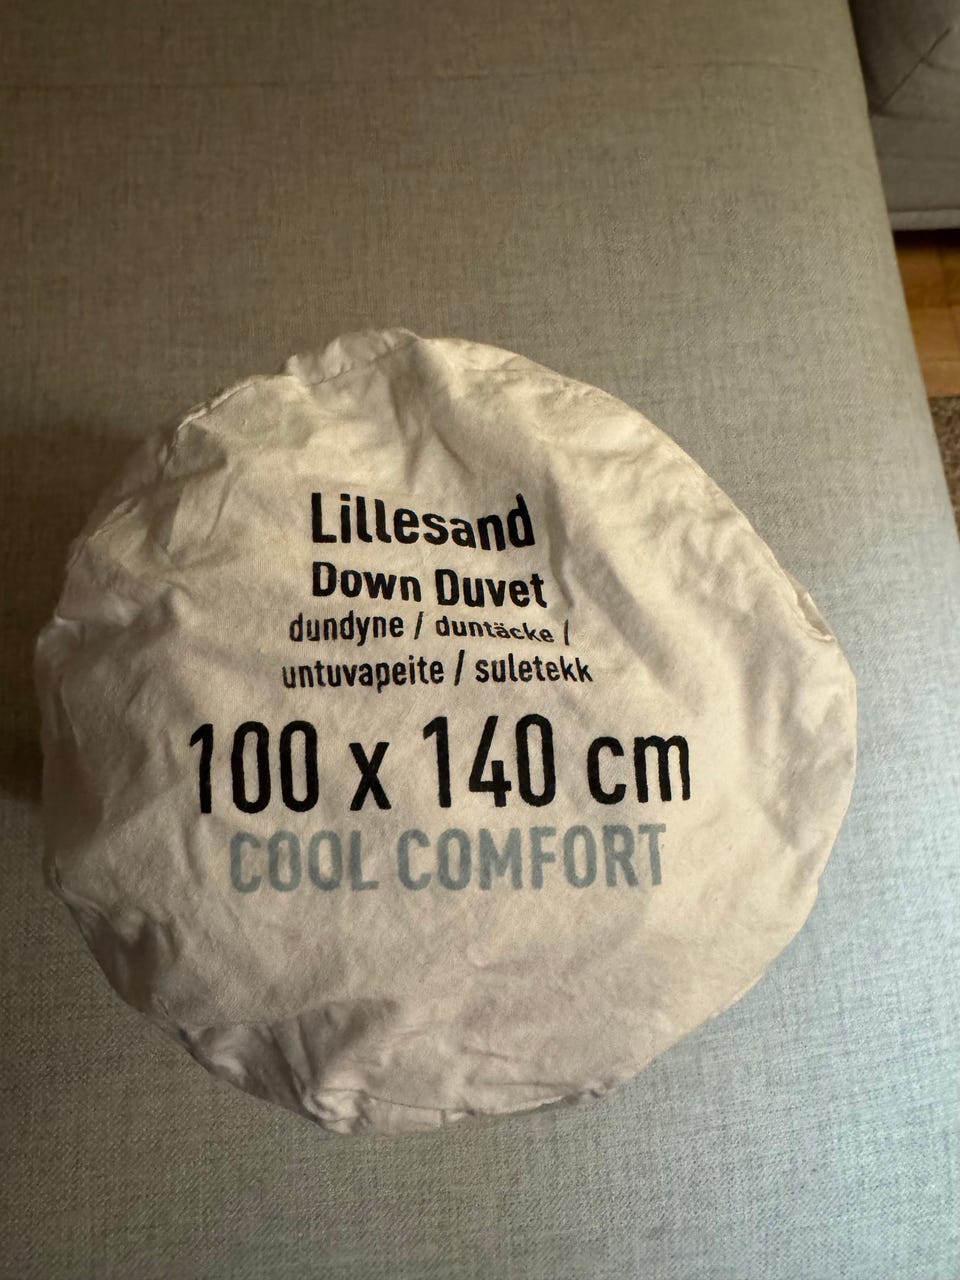 Lillesand
Down Duvet
dundyne / duntäcke /
untuvapeite / suletekk
100 x 140 cm
COOL COMFORT